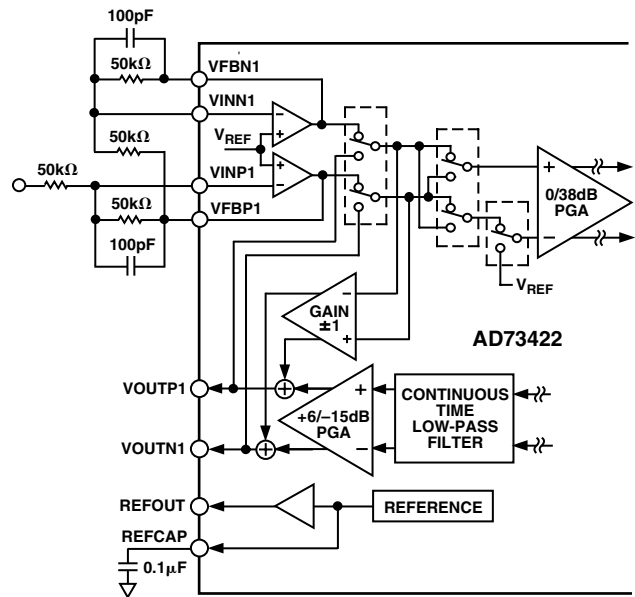 100pF
50kΩ
VFBN1
VINN1
VREF
50kΩ
50kΩ
VINP1
50kΩ
VFBP1
100pF
0/38dB
PGA
VREF
GAIN
±1
AD73422
VOUTP1
+6/–15dB
PGA
CONTINUOUS
TIME
LOW-PASS
FILTER
VOUTN1
REFOUT
REFERENCE
REFCAP
0.1μF